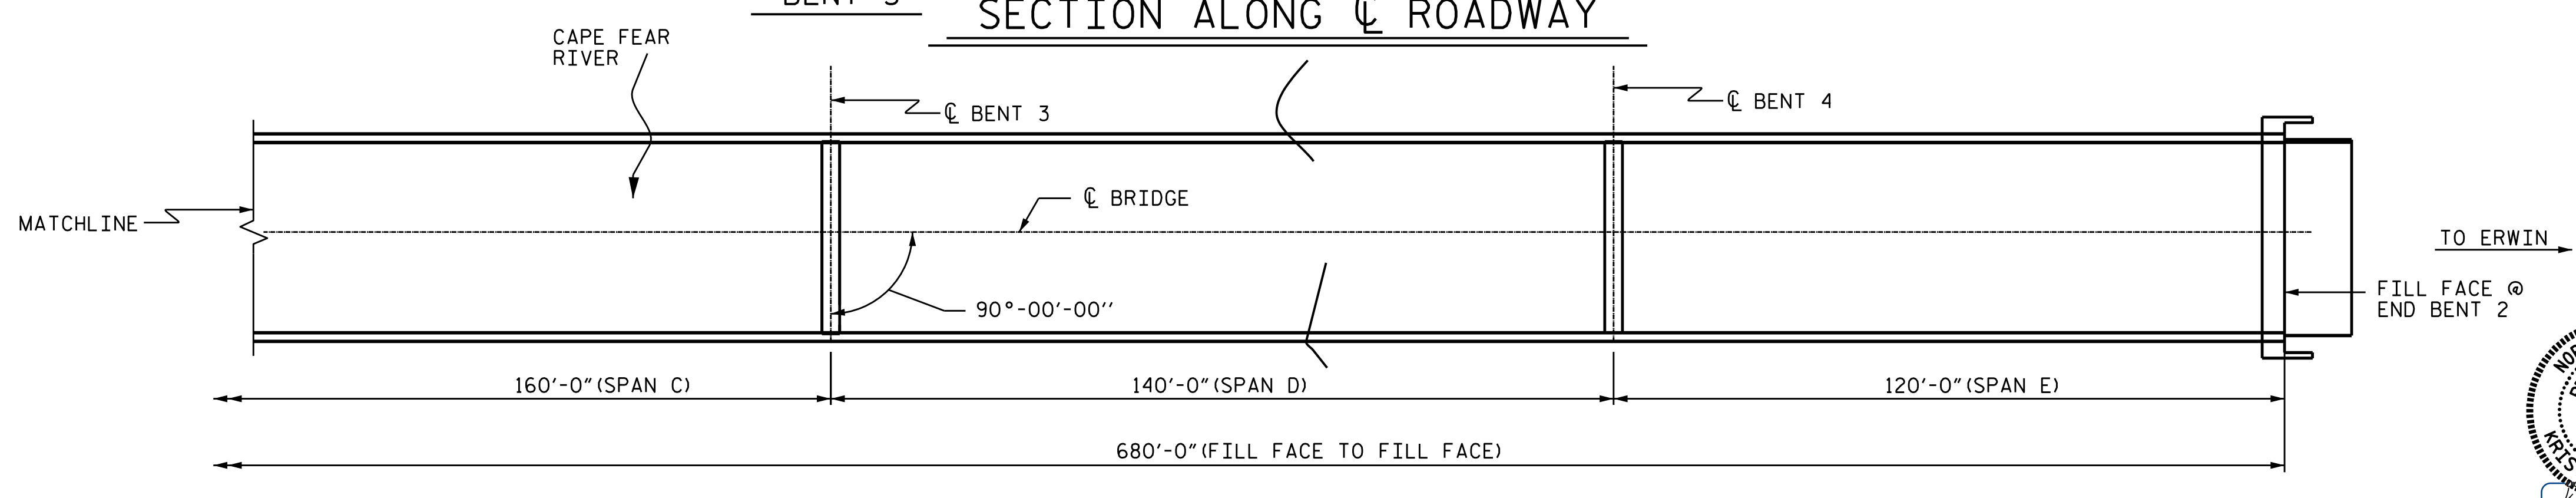 SECTION ALONG ℄ ROADWAY
CAPE FEAR
RIVER
℄ BENT 3
℄ BENT 4
MATCHLINE
℄ BRIDGE
90°-00'-00''
TO ERWIN
FILL FACE @
END BENT 2
160'-0"(SPAN C)
140'-0"(SPAN D)
120'-0"(SPAN E)
680'-0"(FILL FACE TO FILL FACE)